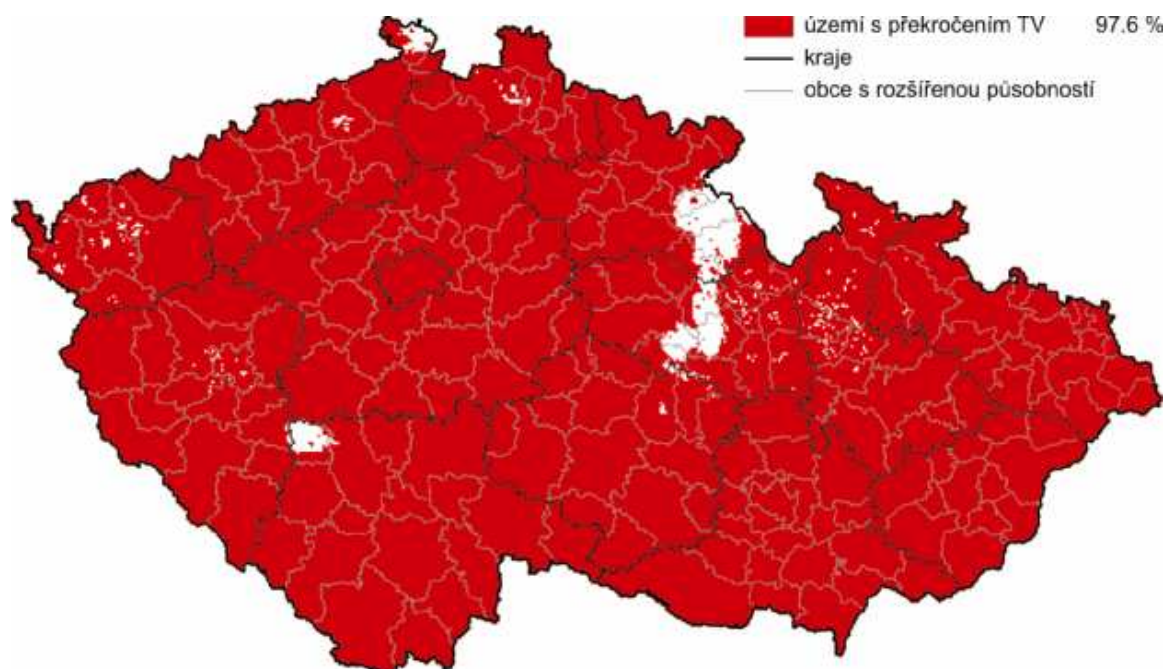 území s překročením TV 97.6 %
kraje
obce s rozšířenou působností